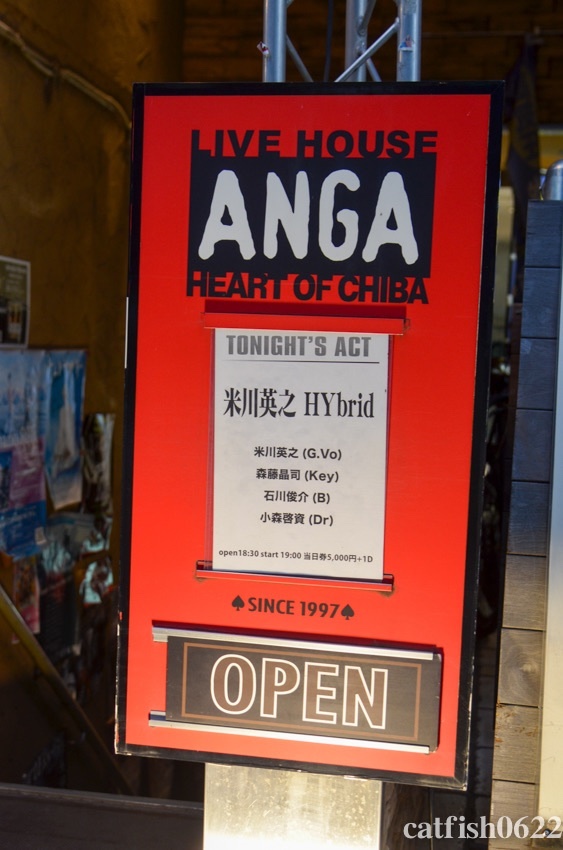 LIVE HOUSE
ANGA
HEART OF CHIBA
TONIGHT'S ACT
米川英之 HYbrid
米川英之 (G.Vo)
森藤晶司 (Key)
石川俊介 (B)
小森啓資 (Dr)
open18:30 start 19:00 当日券5,000円+1D
♠SINCE 1997♠
OPEN
catfish0622